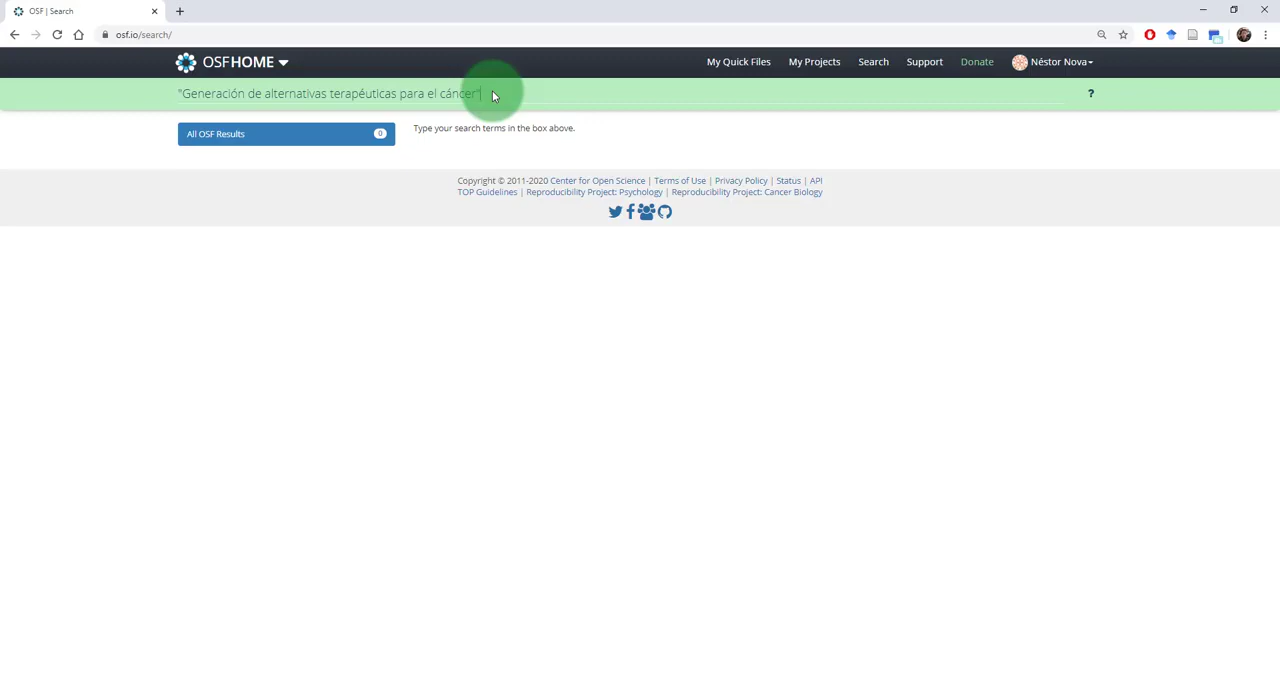 OSF | Search
osf.io/search/
OSFHOME
My Quick Files
My Projects
Search
Support
Donate
Néstor Nova
"Generación de alternativas terapéuticas para el cáncer"
?
All OSF Results
0
Type your search terms in the box above.
Copyright © 2011-2020 Center for Open Science | Terms of Use | Privacy Policy | Status | API
TOP Guidelines | Reproducibility Project: Psychology | Reproducibility Project: Cancer Biology